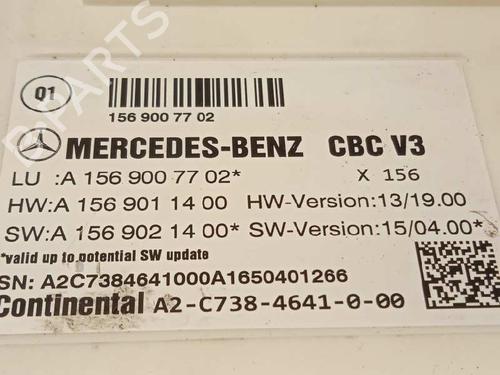 Q1
156 900 77 02
MERCEDES-BENZ CBC V3
LU :A 156 900 77 02* X 156
HW:A 156 901 14 00 HW-Version:13/19.00
SW:A 156 902 14 00* SW-Version:15/04.00*
*valid up to potential SW update
SN: A2C7384641000A1650401266
Continental A2-C738-4641-0-00
B-PARTS